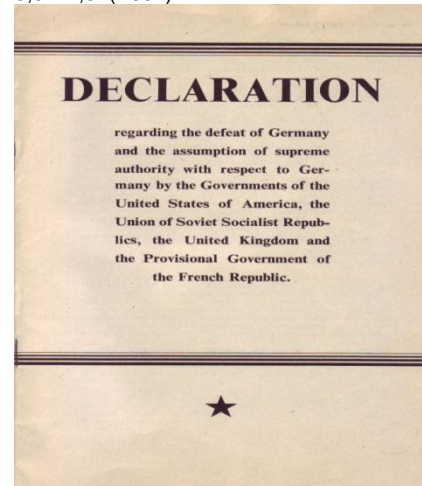 DECLARATION
regarding the defeat of Germany
and the assumption of supreme
authority with respect to Ger-
many by the Governments of the
United States of America, the
Union of Soviet Socialist Repub-
lics, the United Kingdom and
the Provisional Government of
the French Republic.